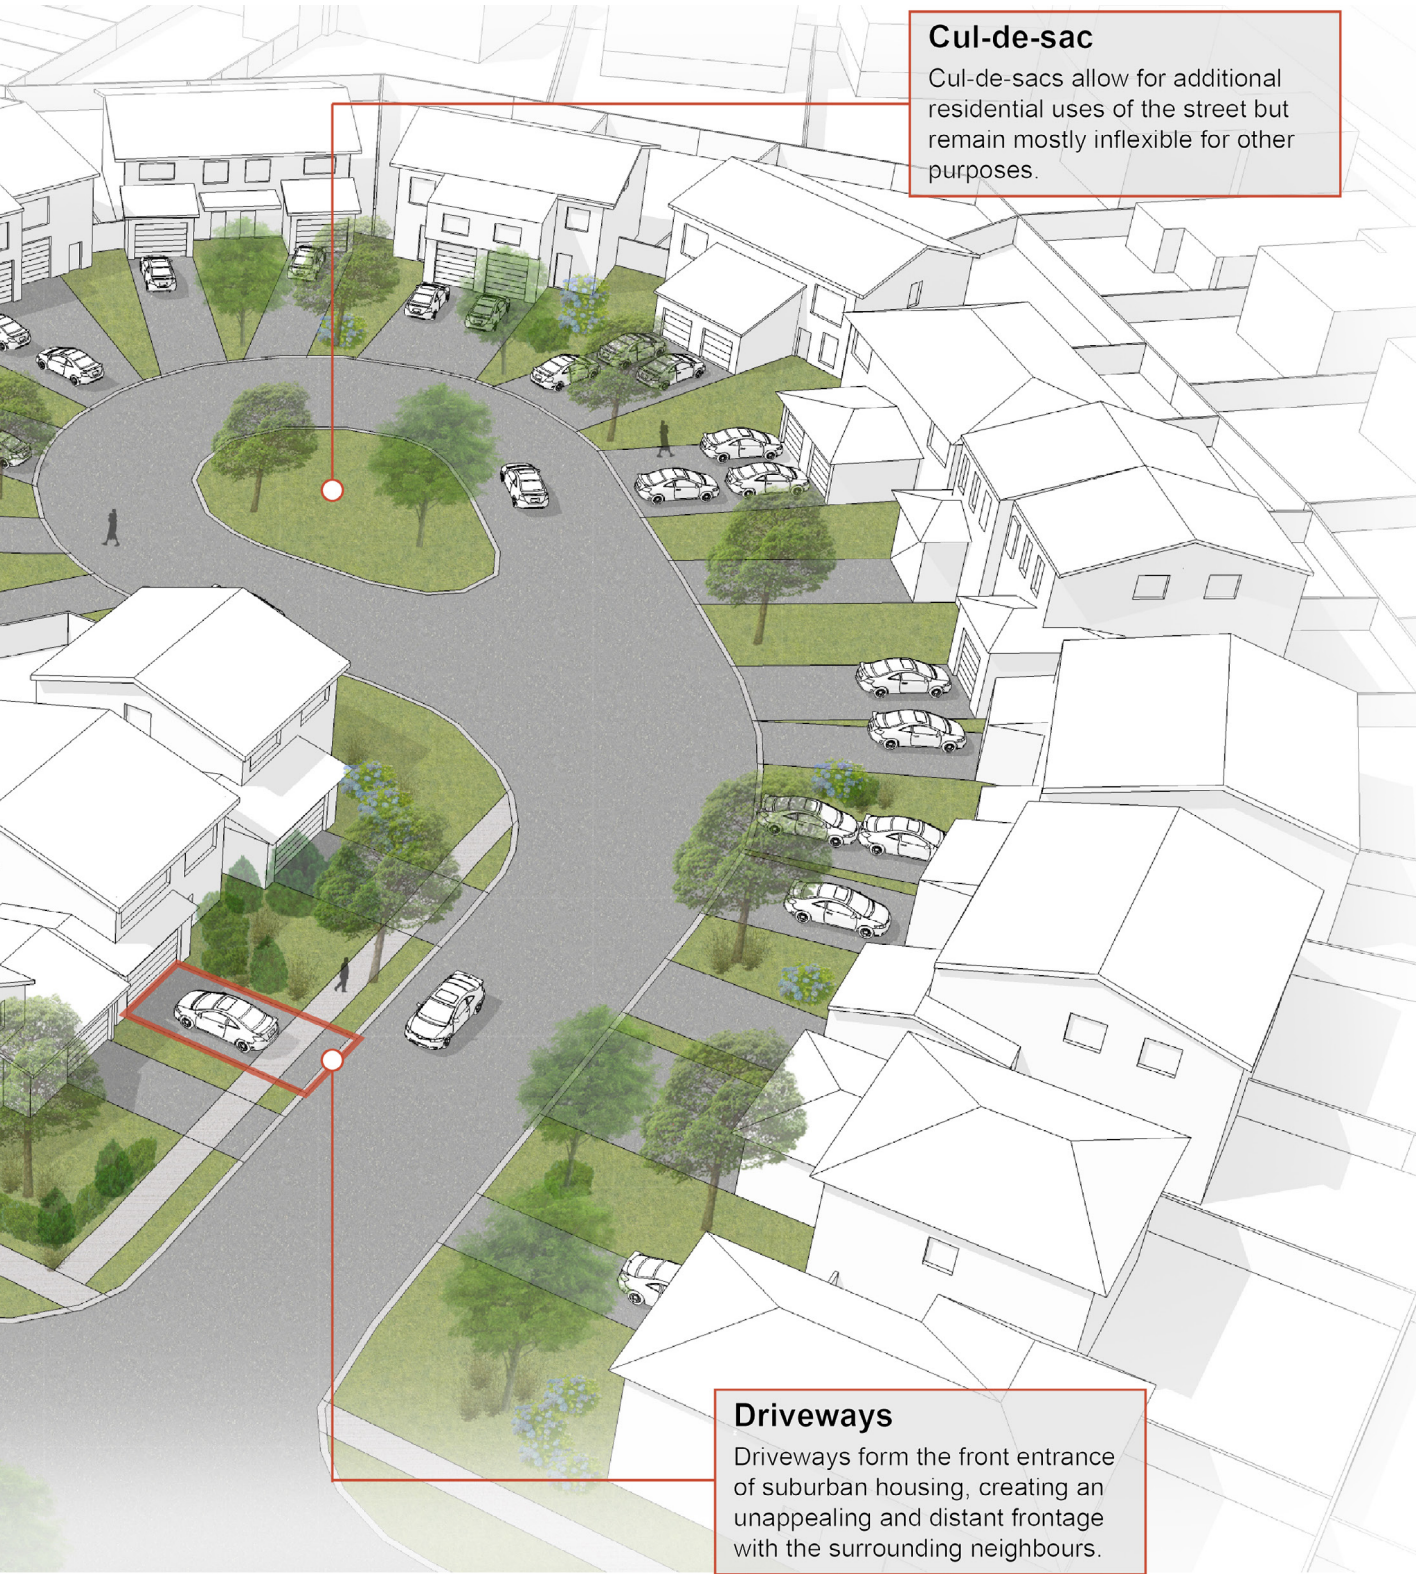 Cul-de-sac
Cul-de-sacs allow for additional
residential uses of the street but
remain mostly inflexible for other
purposes.
Driveways
Driveways form the front entrance
of suburban housing, creating an
unappealing and distant frontage
with the surrounding neighbours.